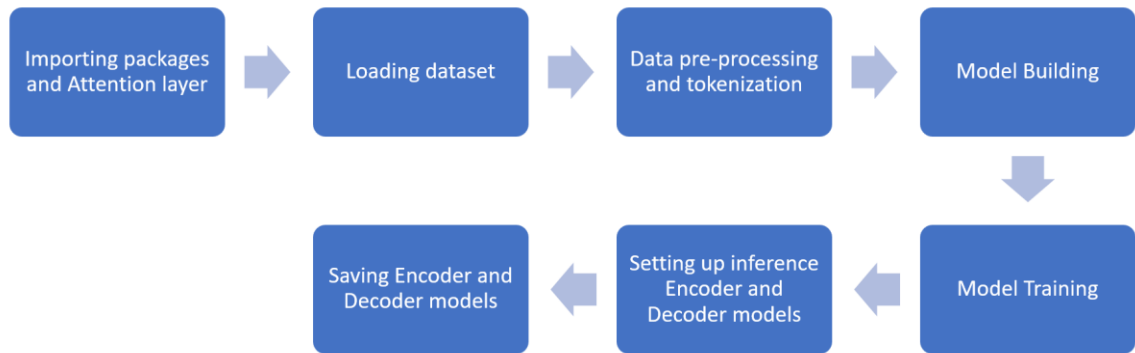 Importing packages
and Attention layer
Loading dataset
Data pre-processing
and tokenization
Model Building
Model Training
Setting up inference
Encoder and
Decoder models
Saving Encoder and
Decoder models